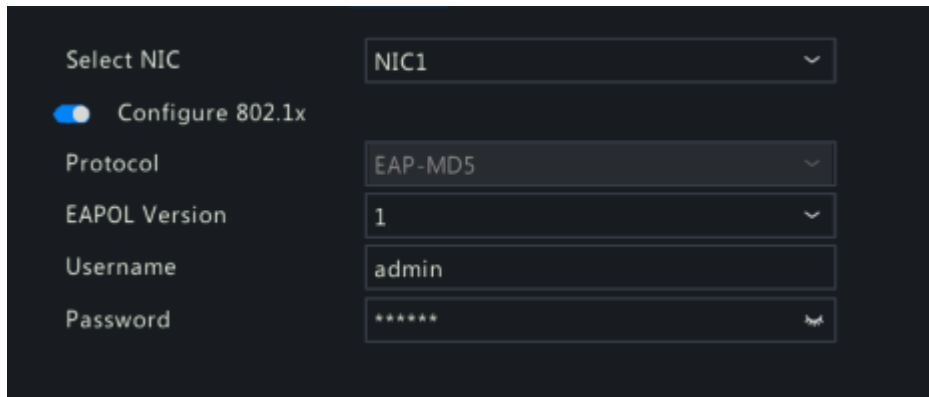 Select NIC NIC1
Configure 802.1x
Protocol EAP-MD5
EAPOL Version 1
Username admin
Password ******